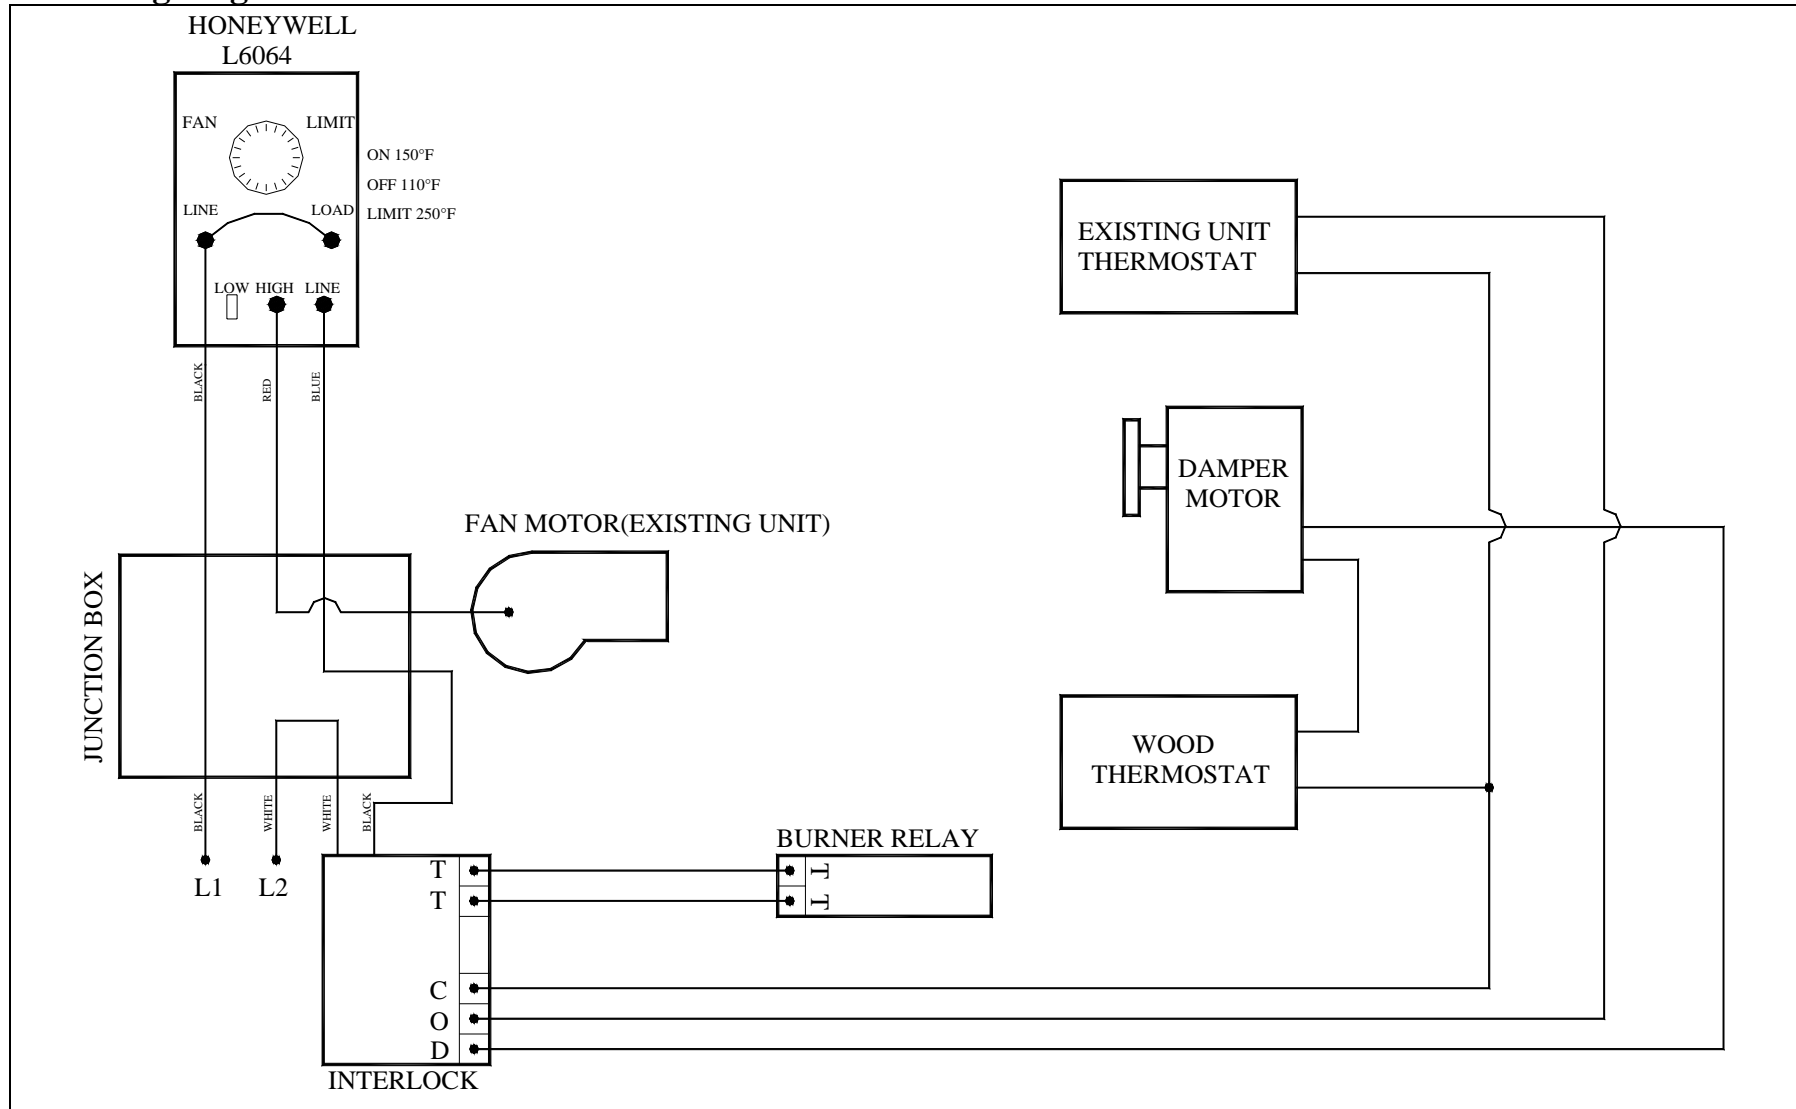 HONEYWELL
L6064
FAN
LIMIT
ON 150°F
OFF 110°F
LIMIT 250°F
LINE
LOAD
LOW
HIGH
LINE
BLACK
RED
BLUE
EXISTING UNIT
THERMOSTAT
DAMPER
MOTOR
FAN MOTOR(EXISTING UNIT)
JUNCTION BOX
WOOD
THERMOSTAT
BLACK
WHITE
WHITE
BLACK
L1
L2
BURNER RELAY
T
T
T
T
C
O
D
INTERLOCK